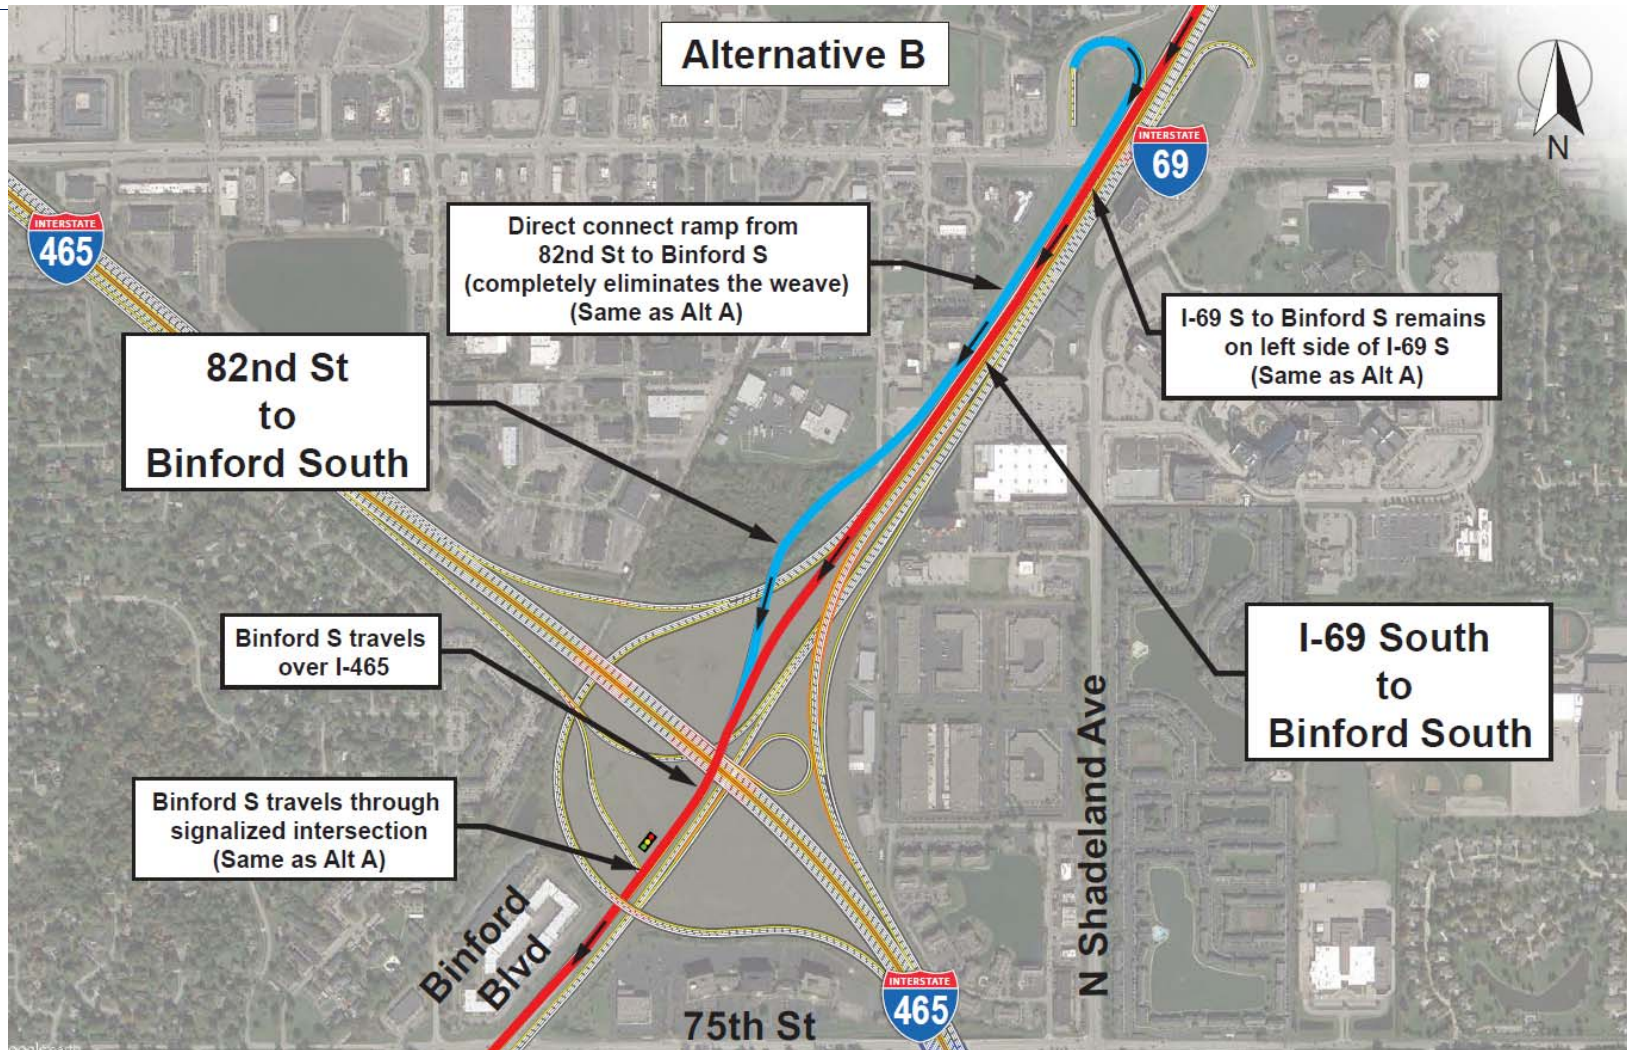 Alternative B
N
INTERSTATE
69
INTERSTATE
465
Direct connect ramp from
82nd St to Binford S
(completely eliminates the weave)
(Same as Alt A)
I-69 S to Binford S remains
on left side of I-69 S
(Same as Alt A)
82nd St
to
Binford South
Binford S travels
over I-465
I-69 South
to
Binford South
N Shadeland Ave
Binford S travels through
signalized intersection
(Same as Alt A)
Binford
Blvd
INTERSTATE
465
75th St